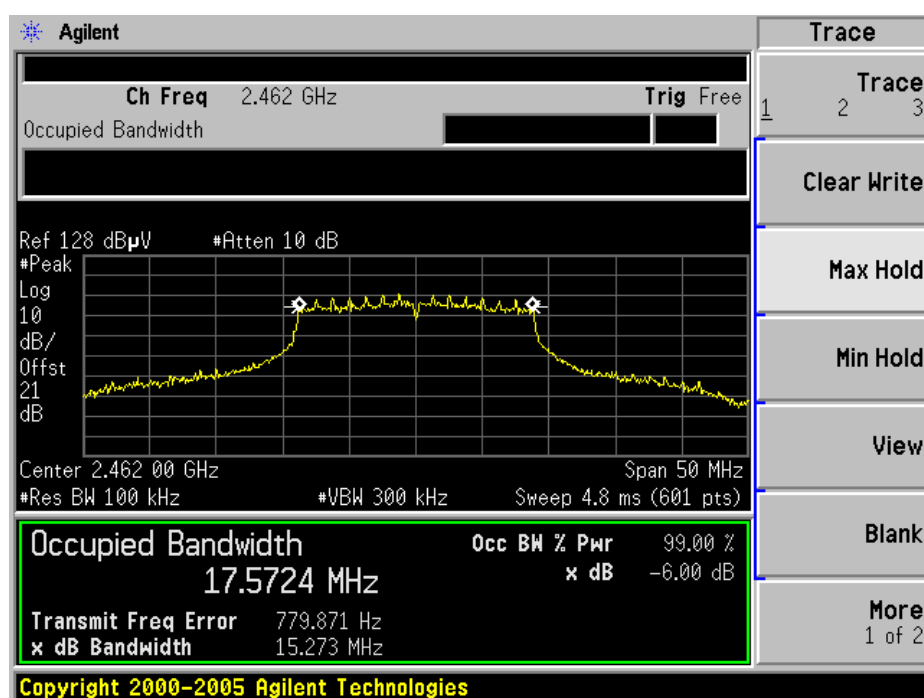 Agilent
Trace
Ch Freq 2.462 GHz Trig Free
Occupied Bandwidth
Trace
1 2 3
Clear Write
Max Hold
Min Hold
View
Blank
More
1 of 2
Ref 128 dBµV #Atten 10 dB
#Peak
Log
10
dB/
Offst
21
dB
Center 2.462 00 GHz Span 50 MHz
#Res BW 100 kHz #VBW 300 kHz Sweep 4.8 ms (601 pts)
Occupied Bandwidth Occ BW % Pwr 99.00 %
17.5724 MHz x dB -6.00 dB
Transmit Freq Error 779.871 Hz
x dB Bandwidth 15.273 MHz
Copyright 2000-2005 Agilent Technologies